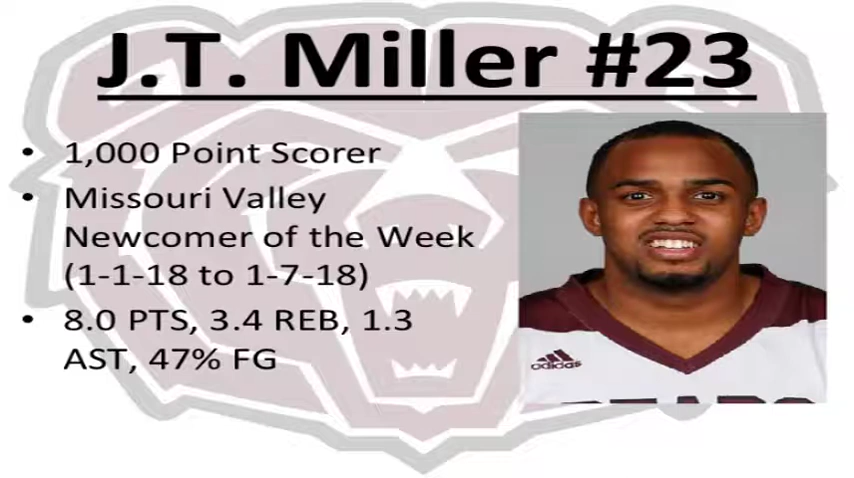 J.T. Miller #23
• 1,000 Point Scorer
• Missouri Valley
Newcomer of the Week
(1-1-18 to 1-7-18)
• 8.0 PTS, 3.4 REB, 1.3
AST, 47% FG
adidas